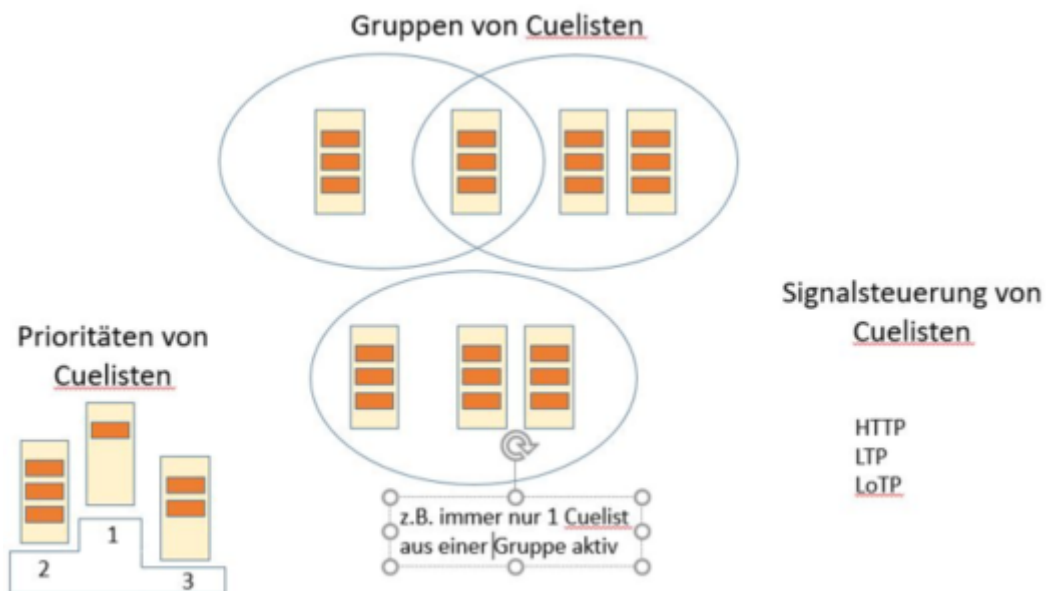 Gruppen von Cuelisten
Prioritäten von
Cuelisten
1
2
3
z.B. immer nur 1 Cuelist
aus einer Gruppe aktiv
Signalsteuerung von
Cuelisten
HTTP
LTP
LoTP